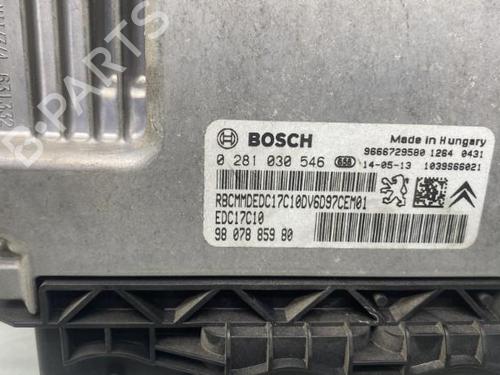 B-PARTS
BOSCH
Made in Hungary
0 281 030 546 656
9666729580 1264 0431
14-05-13 1039S66021
RBCMMDEDC17C10DV6D97CEM01
EDC17C10
98 078 859 80